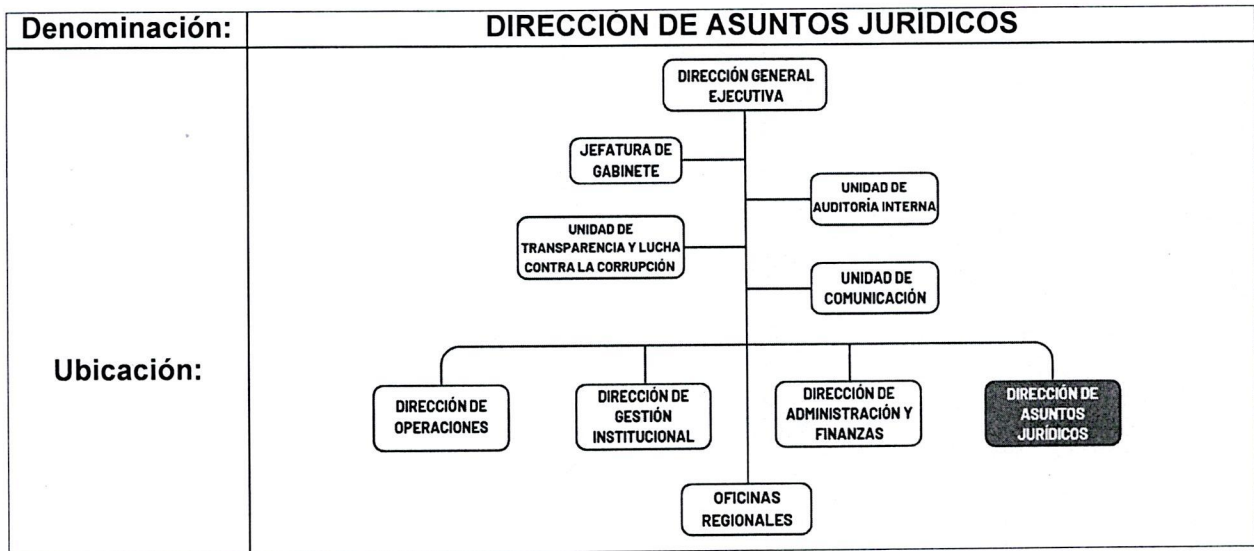 Denominación:
DIRECCIÓN DE ASUNTOS JURÍDICOS
DIRECCIÓN GENERAL
EJECUTIVA
JEFATURA DE
GABINETE
UNIDAD DE
AUDITORÍA INTERNA
UNIDAD DE
TRANSPARENCIA Y LUCHA
CONTRA LA CORRUPCIÓN
UNIDAD DE
COMUNICACIÓN
Ubicación:
DIRECCIÓN DE
OPERACIONES
DIRECCIÓN DE
GESTIÓN
INSTITUCIONAL
DIRECCIÓN DE
ADMINISTRACIÓN Y
FINANZAS
DIRECCIÓN DE
ASUNTOS
JURÍDICOS
OFICINAS
REGIONALES